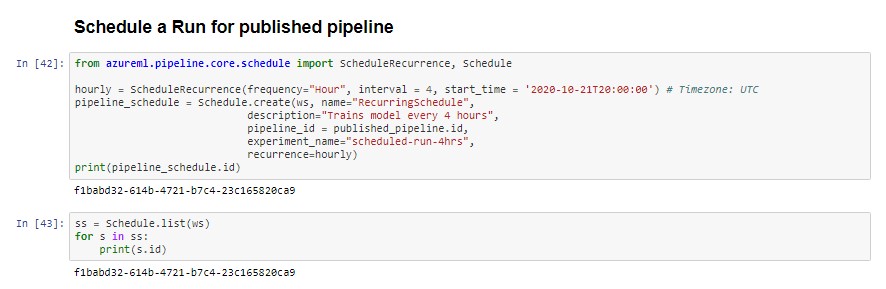 Schedule a Run for published pipeline
In [42]: from azureml.pipeline.core.schedule import ScheduleRecurrence, Schedule
hourly = ScheduleRecurrence(frequency="Hour", interval = 4, start_time = '2020-10-21T20:00:00') # Timezone: UTC
pipeline_schedule = Schedule.create(ws, name="RecurringSchedule",
description="Trains model every 4 hours",
pipeline_id = published_pipeline.id,
experiment_name="scheduled-run-4hrs",
recurrence=hourly)
print(pipeline_schedule.id)
f1babd32-614b-4721-b7c4-23c165820ca9
In [43]: ss = Schedule.list(ws)
for s in ss:
print(s.id)
f1babd32-614b-4721-b7c4-23c165820ca9